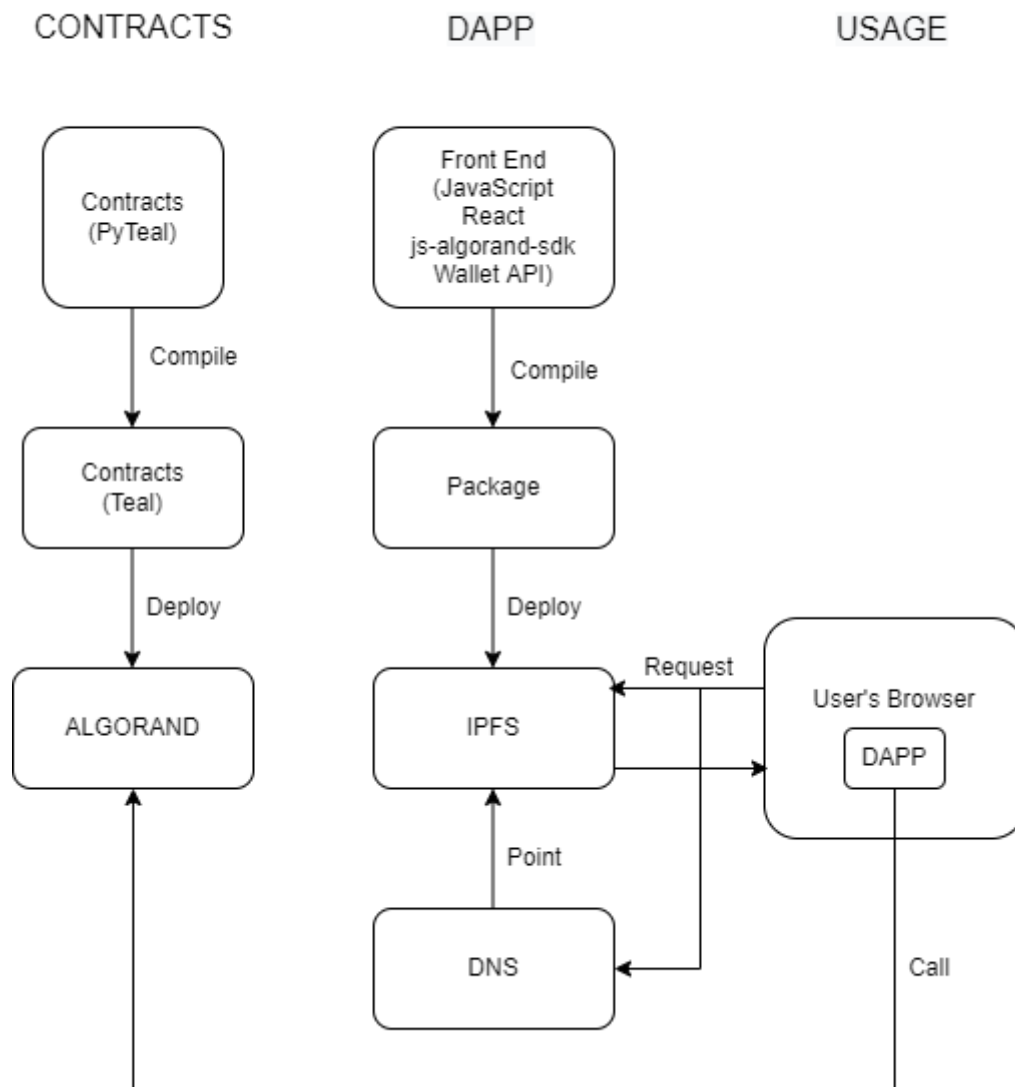 CONTRACTS
DAPP
USAGE
Contracts
(PyTeal)
Front End
(JavaScript
React
js-algorand-sdk
Wallet API)
Compile
Compile
Contracts
(Teal)
Package
Deploy
Deploy
Request
ALGORAND
IPFS
User's Browser
DAPP
Point
DNS
Call